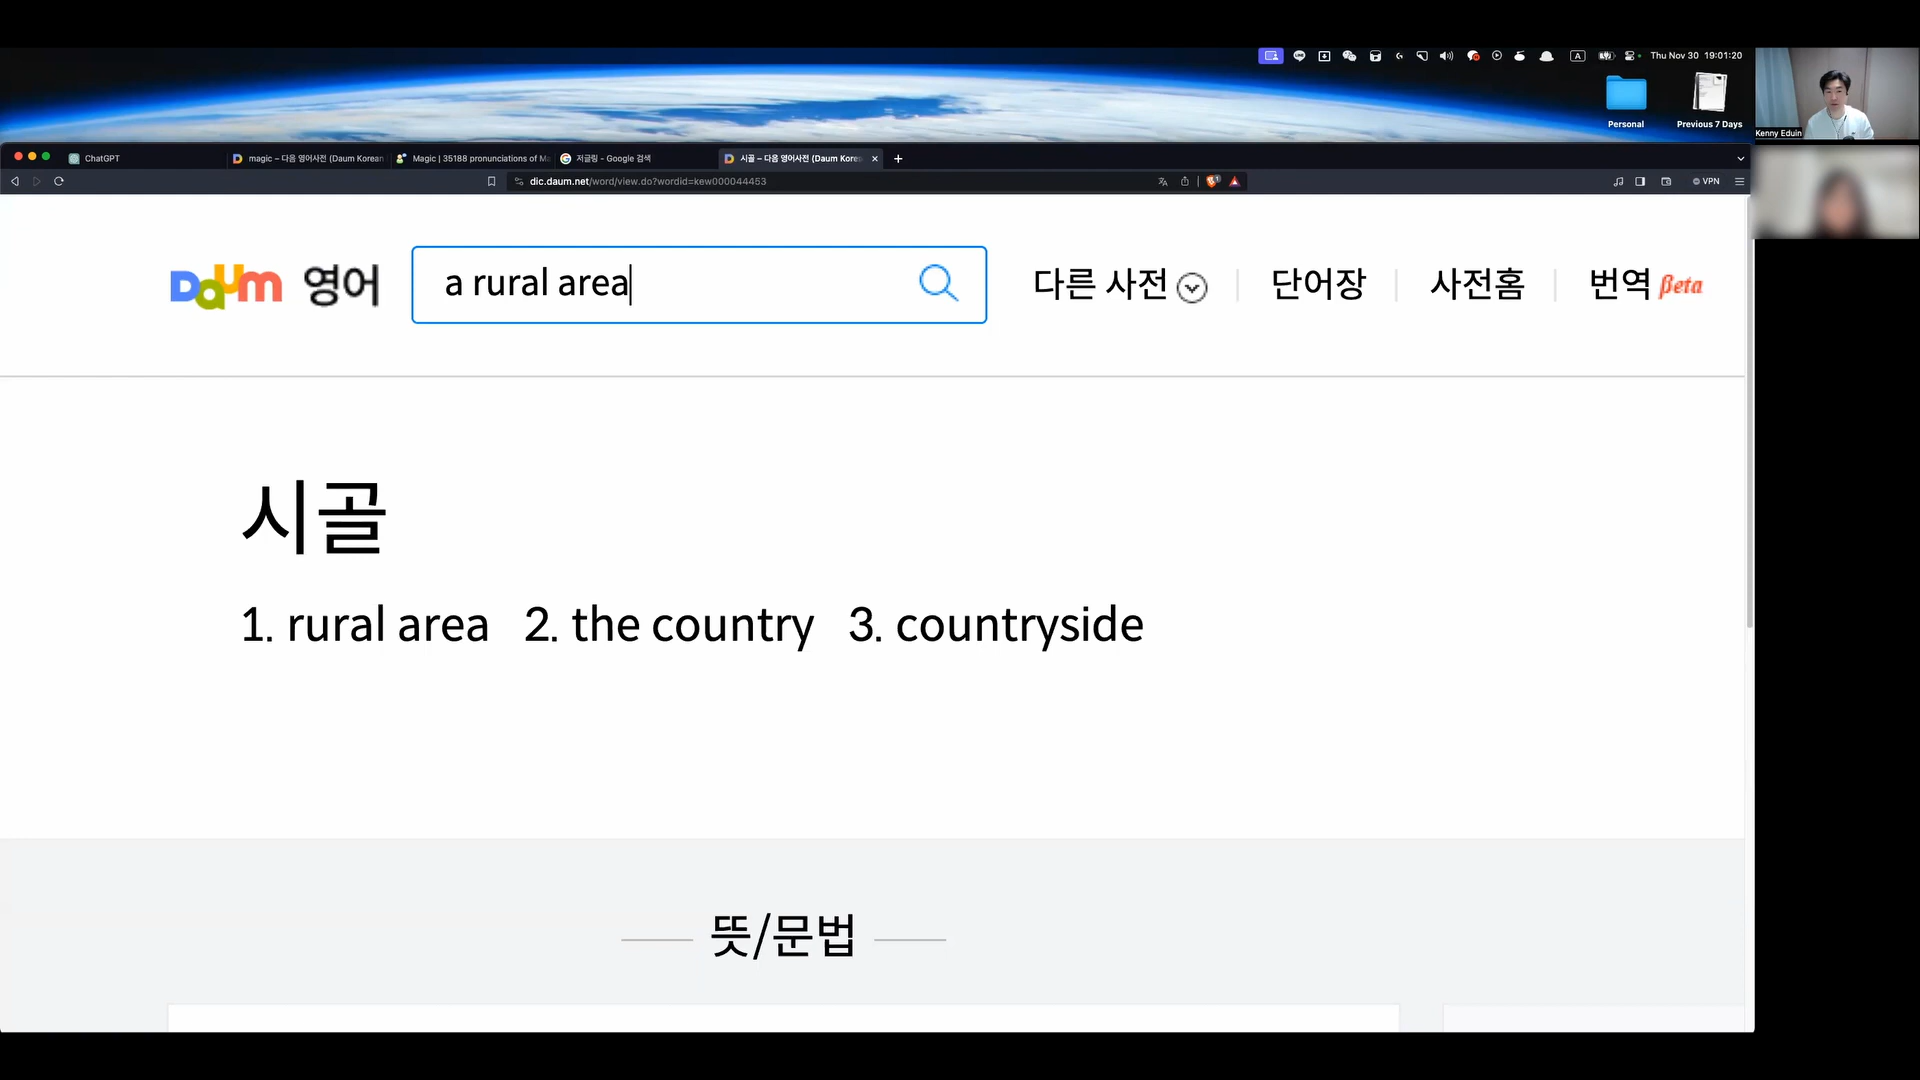 Thu Nov 30 19:01:20
Personal
Previous 7 Days
Kenny Eduin
ChatGPT
magic – 다음 영어사전 (Daum Korean
Magic | 35188 pronunciations of Ma
저글링 - Google 검색
시골 – 다음 영어사전 (Daum Kore
dic.daum.net/word/view.do?wordid=kew000044453
VPN
Daum 영어
a rural area
다른 사전
단어장
사전홈
번역 βeta
시골
1. rural area 2. the country 3. countryside
뜻/문법